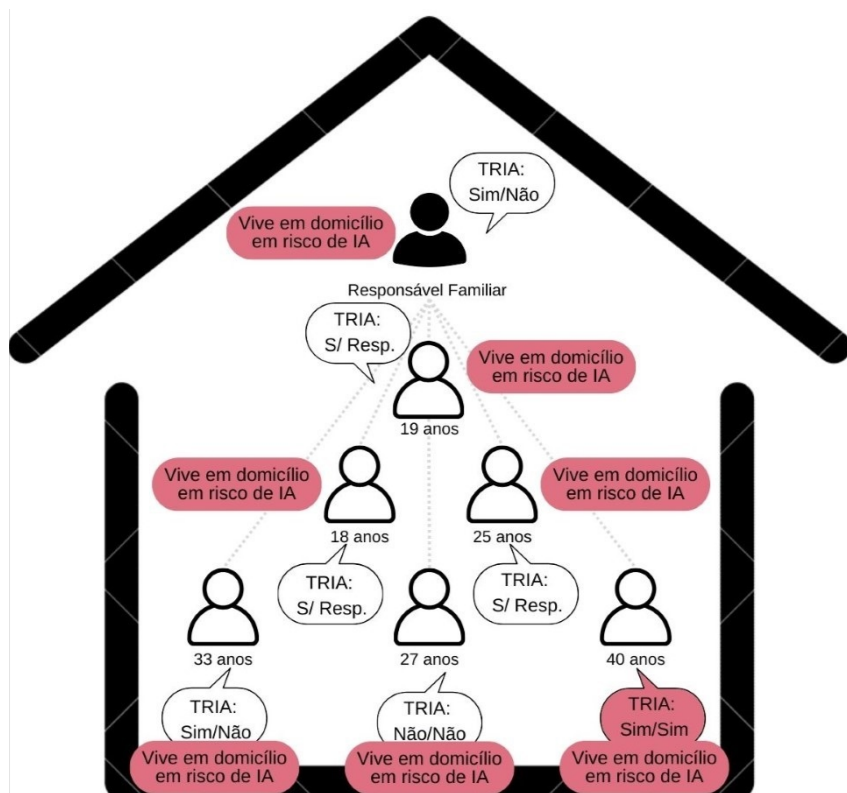 TRIA:
Sim/Não
Vive em domicílio
em risco de IA
Responsável Familiar
TRIA:
S/ Resp.
Vive em domicílio
em risco de IA
19 anos
Vive em domicílio
em risco de IA
Vive em domicílio
em risco de IA
18 anos
25 anos
TRIA:
S/ Resp.
TRIA:
S/ Resp.
33 anos
27 anos
40 anos
TRIA:
Sim/Não
TRIA:
Não/Não
TRIA:
Sim/Sim
Vive em domicílio
em risco de IA
Vive em domicílio
em risco de IA
Vive em domicílio
em risco de IA